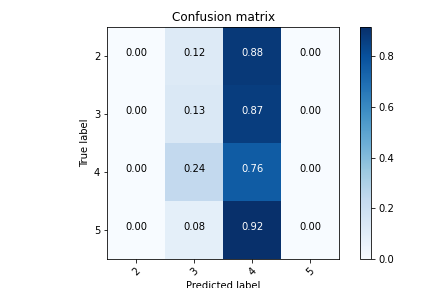 Confusion matrix
2 0.00 0.12 0.88 0.00
0.8
3 0.00 0.13 0.87 0.00
0.6
True label
4 0.00 0.24 0.76 0.00
0.4
5 0.00 0.08 0.92 0.00
0.2
0.0
2 3 4 5
Predicted label